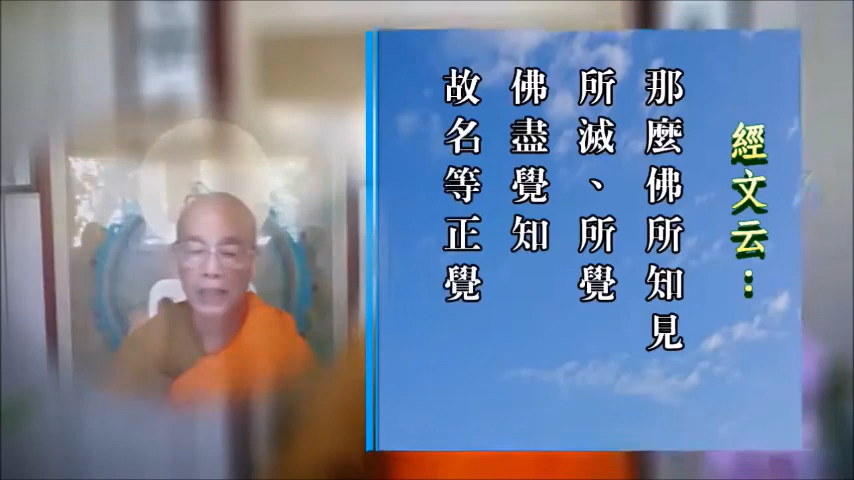 經文云：
那麼佛所知見
所滅、所覺
佛盡覺知
故名等正覺